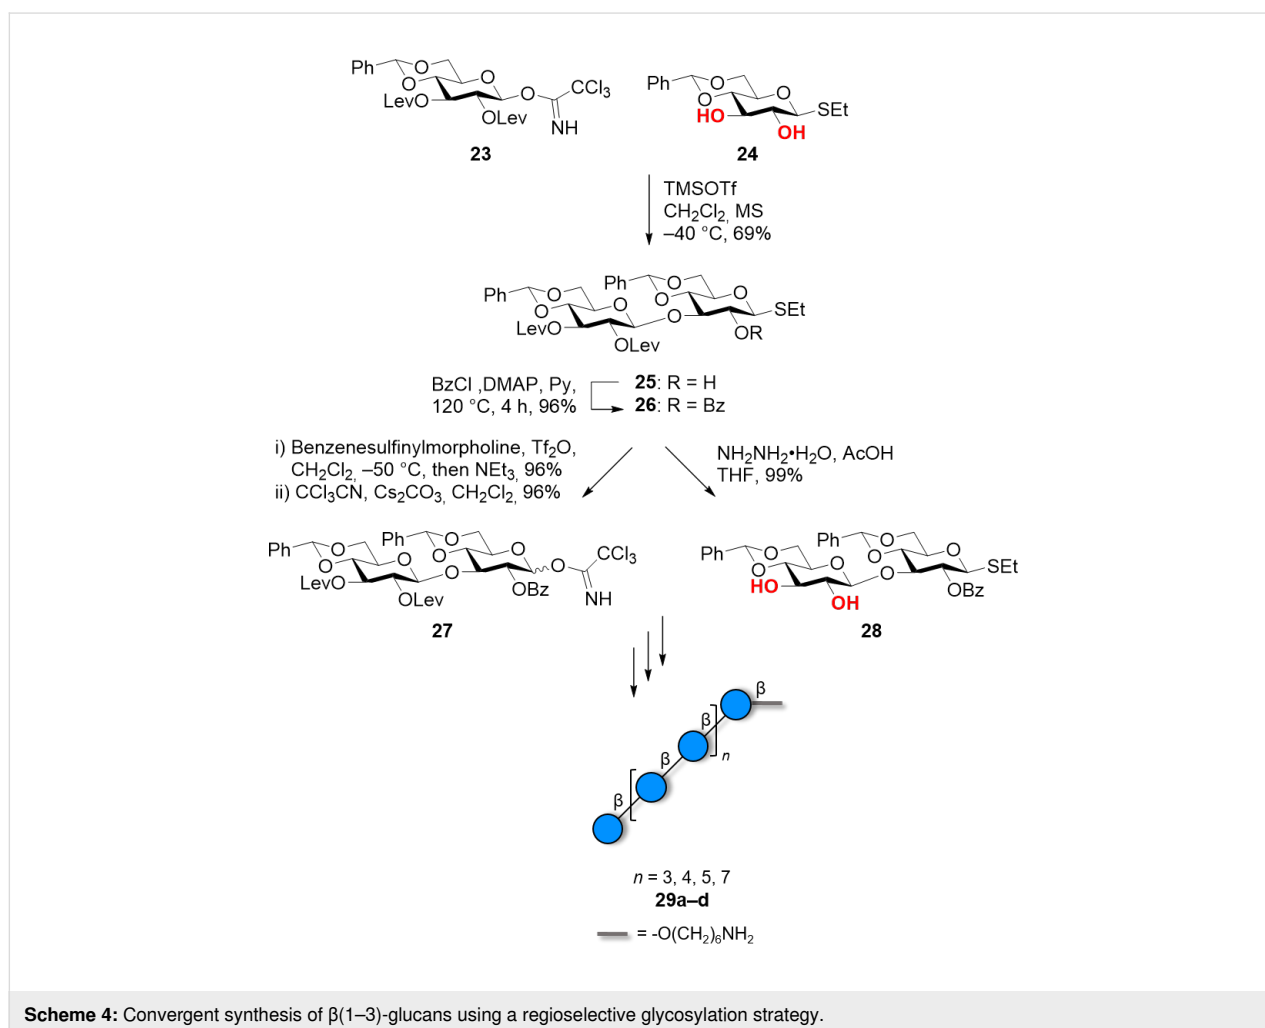 Ph O O O O CCl3
LevO OLev NH
23
Ph O O O SEt
HO OH
24
TMSOTf
CH2Cl2, MS
–40 °C, 69%
Ph O O O O SEt
Ph O O O
LevO OLev OR
BzCl ,DMAP, Py,
120 °C, 4 h, 96%
25: R = H
26: R = Bz
i) Benzenesulfinylmorpholine, Tf2O,
CH2Cl2, –50 °C, then NEt3, 96%
ii) CCl3CN, Cs2CO3, CH2Cl2, 96%
NH2NH2•H2O, AcOH
THF, 99%
Ph O O O O O CCl3
Ph O O O
LevO OLev OBz NH
27
Ph O O O O SEt
Ph O O O
HO OH OBz
28
β
β
n
β
β
n = 3, 4, 5, 7
29a–d
= -O(CH2)6NH2
Scheme 4: Convergent synthesis of β(1–3)-glucans using a regioselective glycosylation strategy.